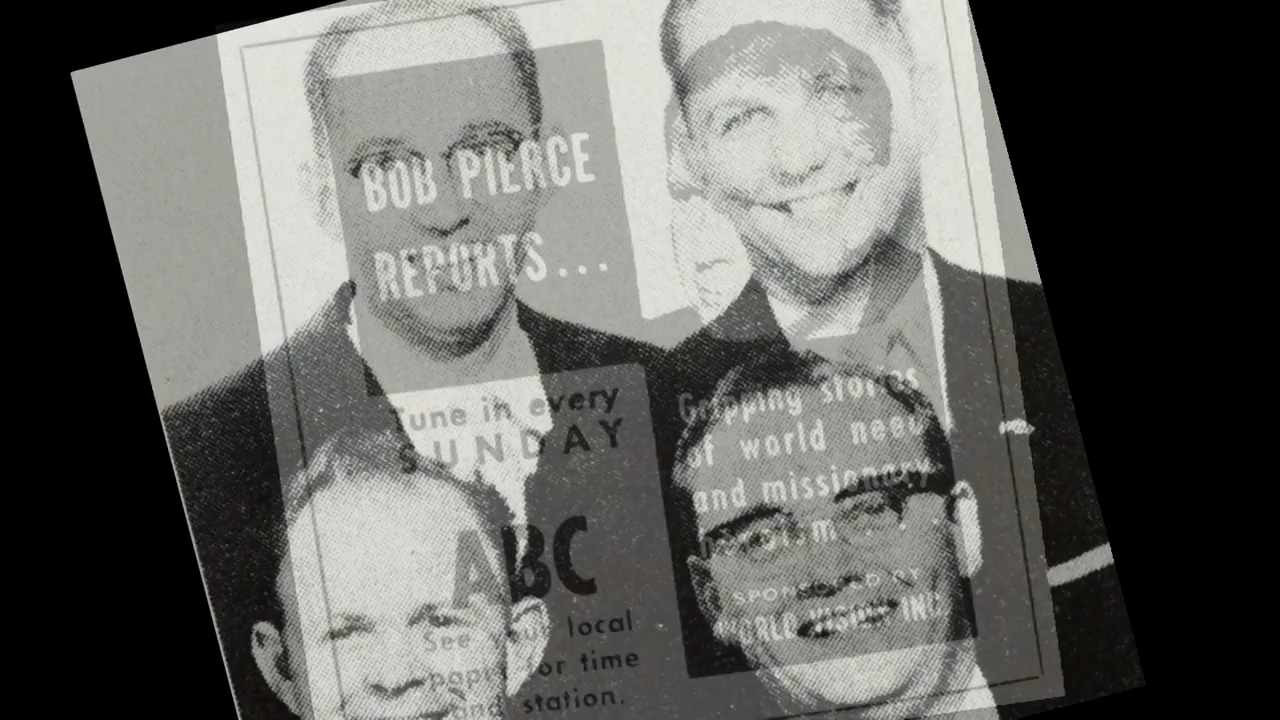 BOB PIERCE
REPORTS...
Tune in every
SUNDAY
ABC
See your local
paper for time
and station.
Gripping stories
of world need
and missionary
SPONSORED BY
WORLD VISION INC.